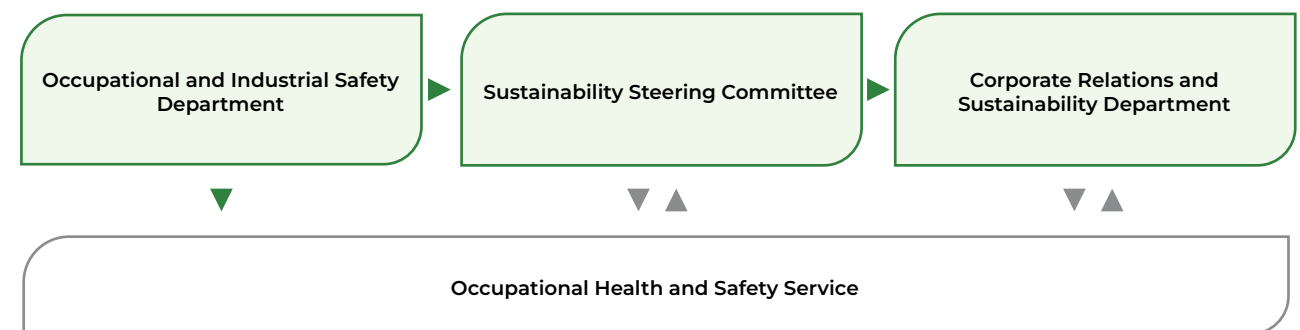 Occupational and Industrial Safety
Department
Sustainability Steering Committee
Corporate Relations and
Sustainability Department
Occupational Health and Safety Service